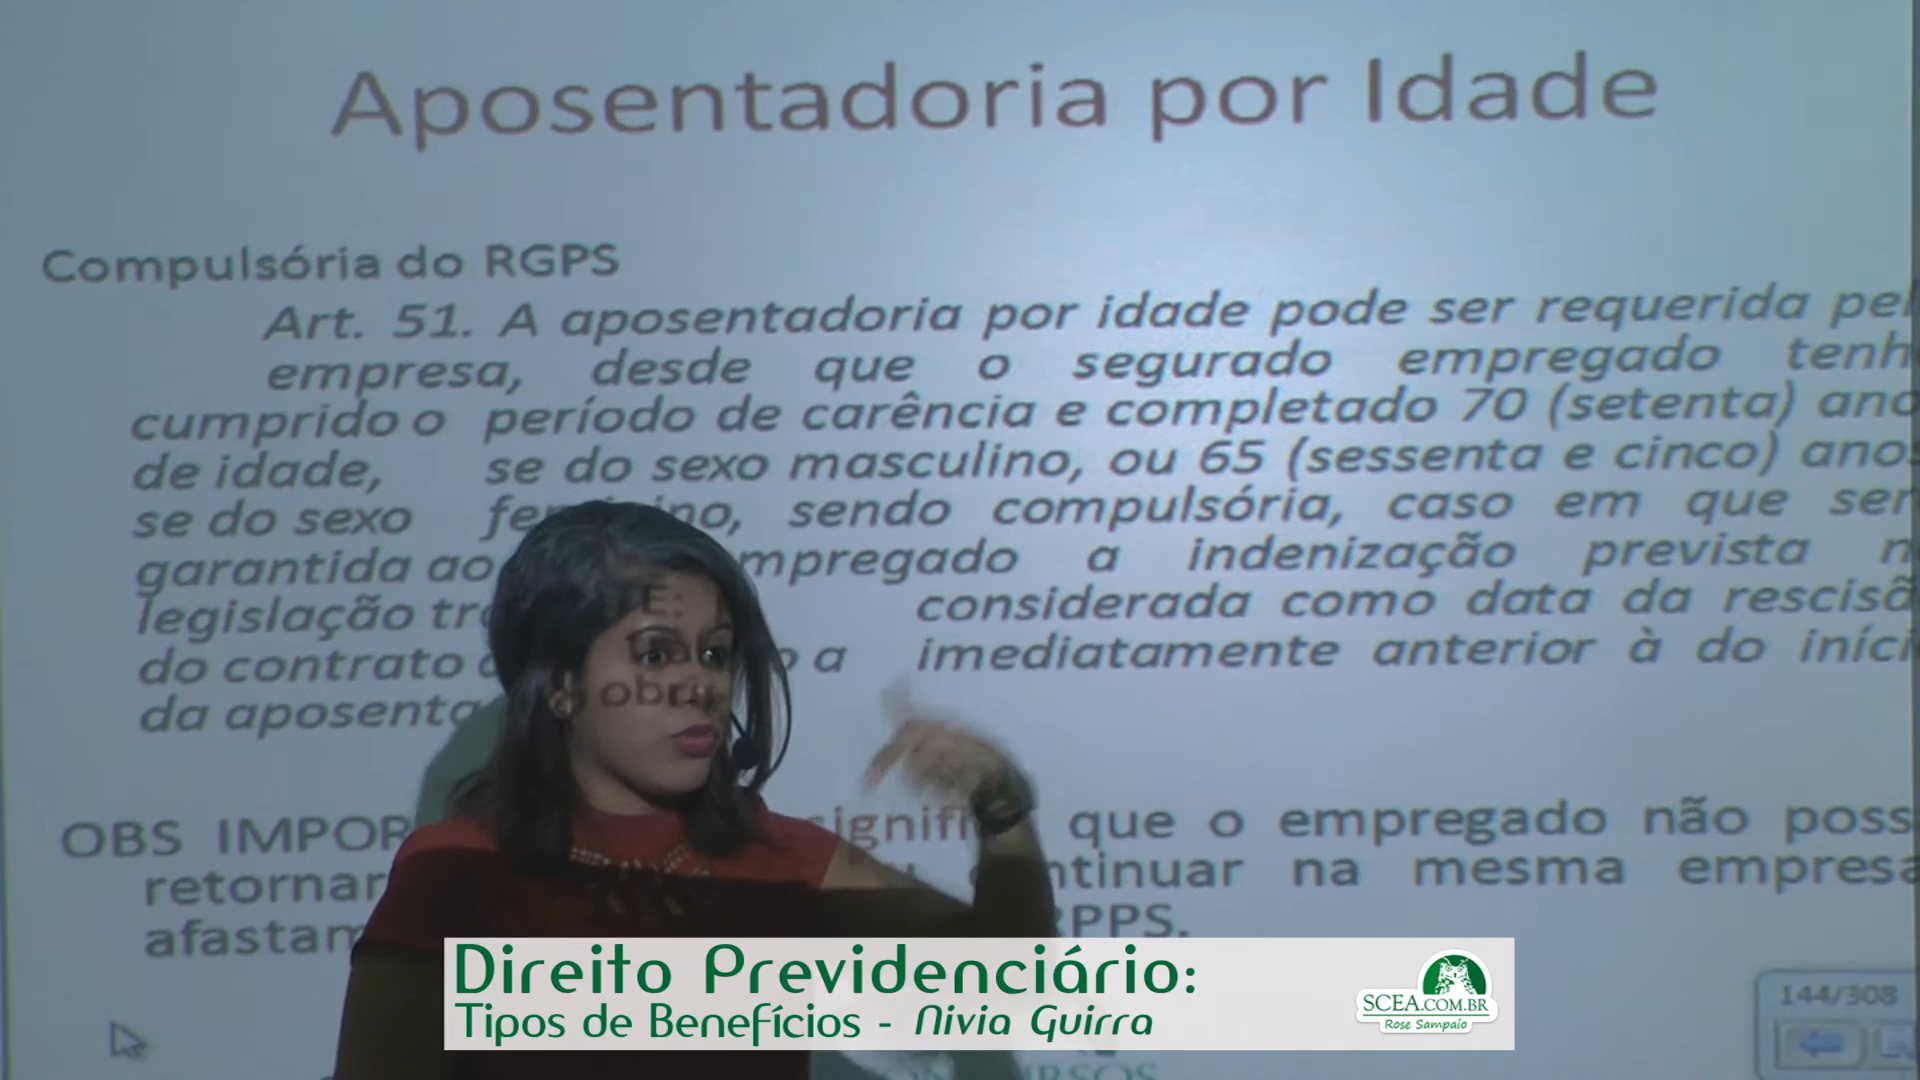 Aposentadoria por Idade
Compulsória do RGPS
Art. 51. A aposentadoria por idade pode ser requerida pel
empresa, desde que o segurado empregado tenh
cumprido o período de carência e completado 70 (setenta) ano
de idade, se do sexo masculino, ou 65 (sessenta e cinco) anos
se do sexo sendo compulsória, caso em que ser
garantida ao mpregado a indenização prevista n
legislação considerada como data da rescisã
do contrato a imediatamente anterior à do iníci
da aposenta
OBS IMPOR signifi que o empregado não poss
retornar ntinuar na mesma empresa
afastam RPPS.
Direito Previdenciário:
Tipos de Benefícios - Nivia Guirra
SCEA.COM.BR
Rose Sampaio
144/308